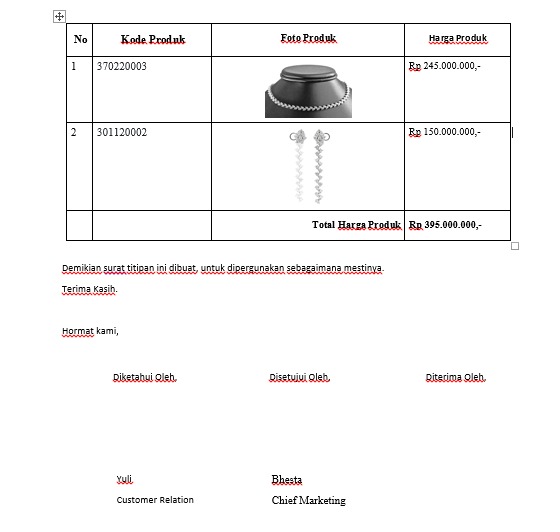 No Kode Produk Foto Produk Harga Produk
1 370220003 Rp 245.000.000,-
2 301120002 Rp 150.000.000,-
Total Harga Produk Rp 395.000.000,-
Demikian surat titipan ini dibuat, untuk dipergunakan sebagaimana mestinya.
Terima Kasih.
Hormat kami,
Diketahui Oleh, Disetujui Oleh, Diterima Oleh,
Yuli Bhesta
Customer Relation Chief Marketing